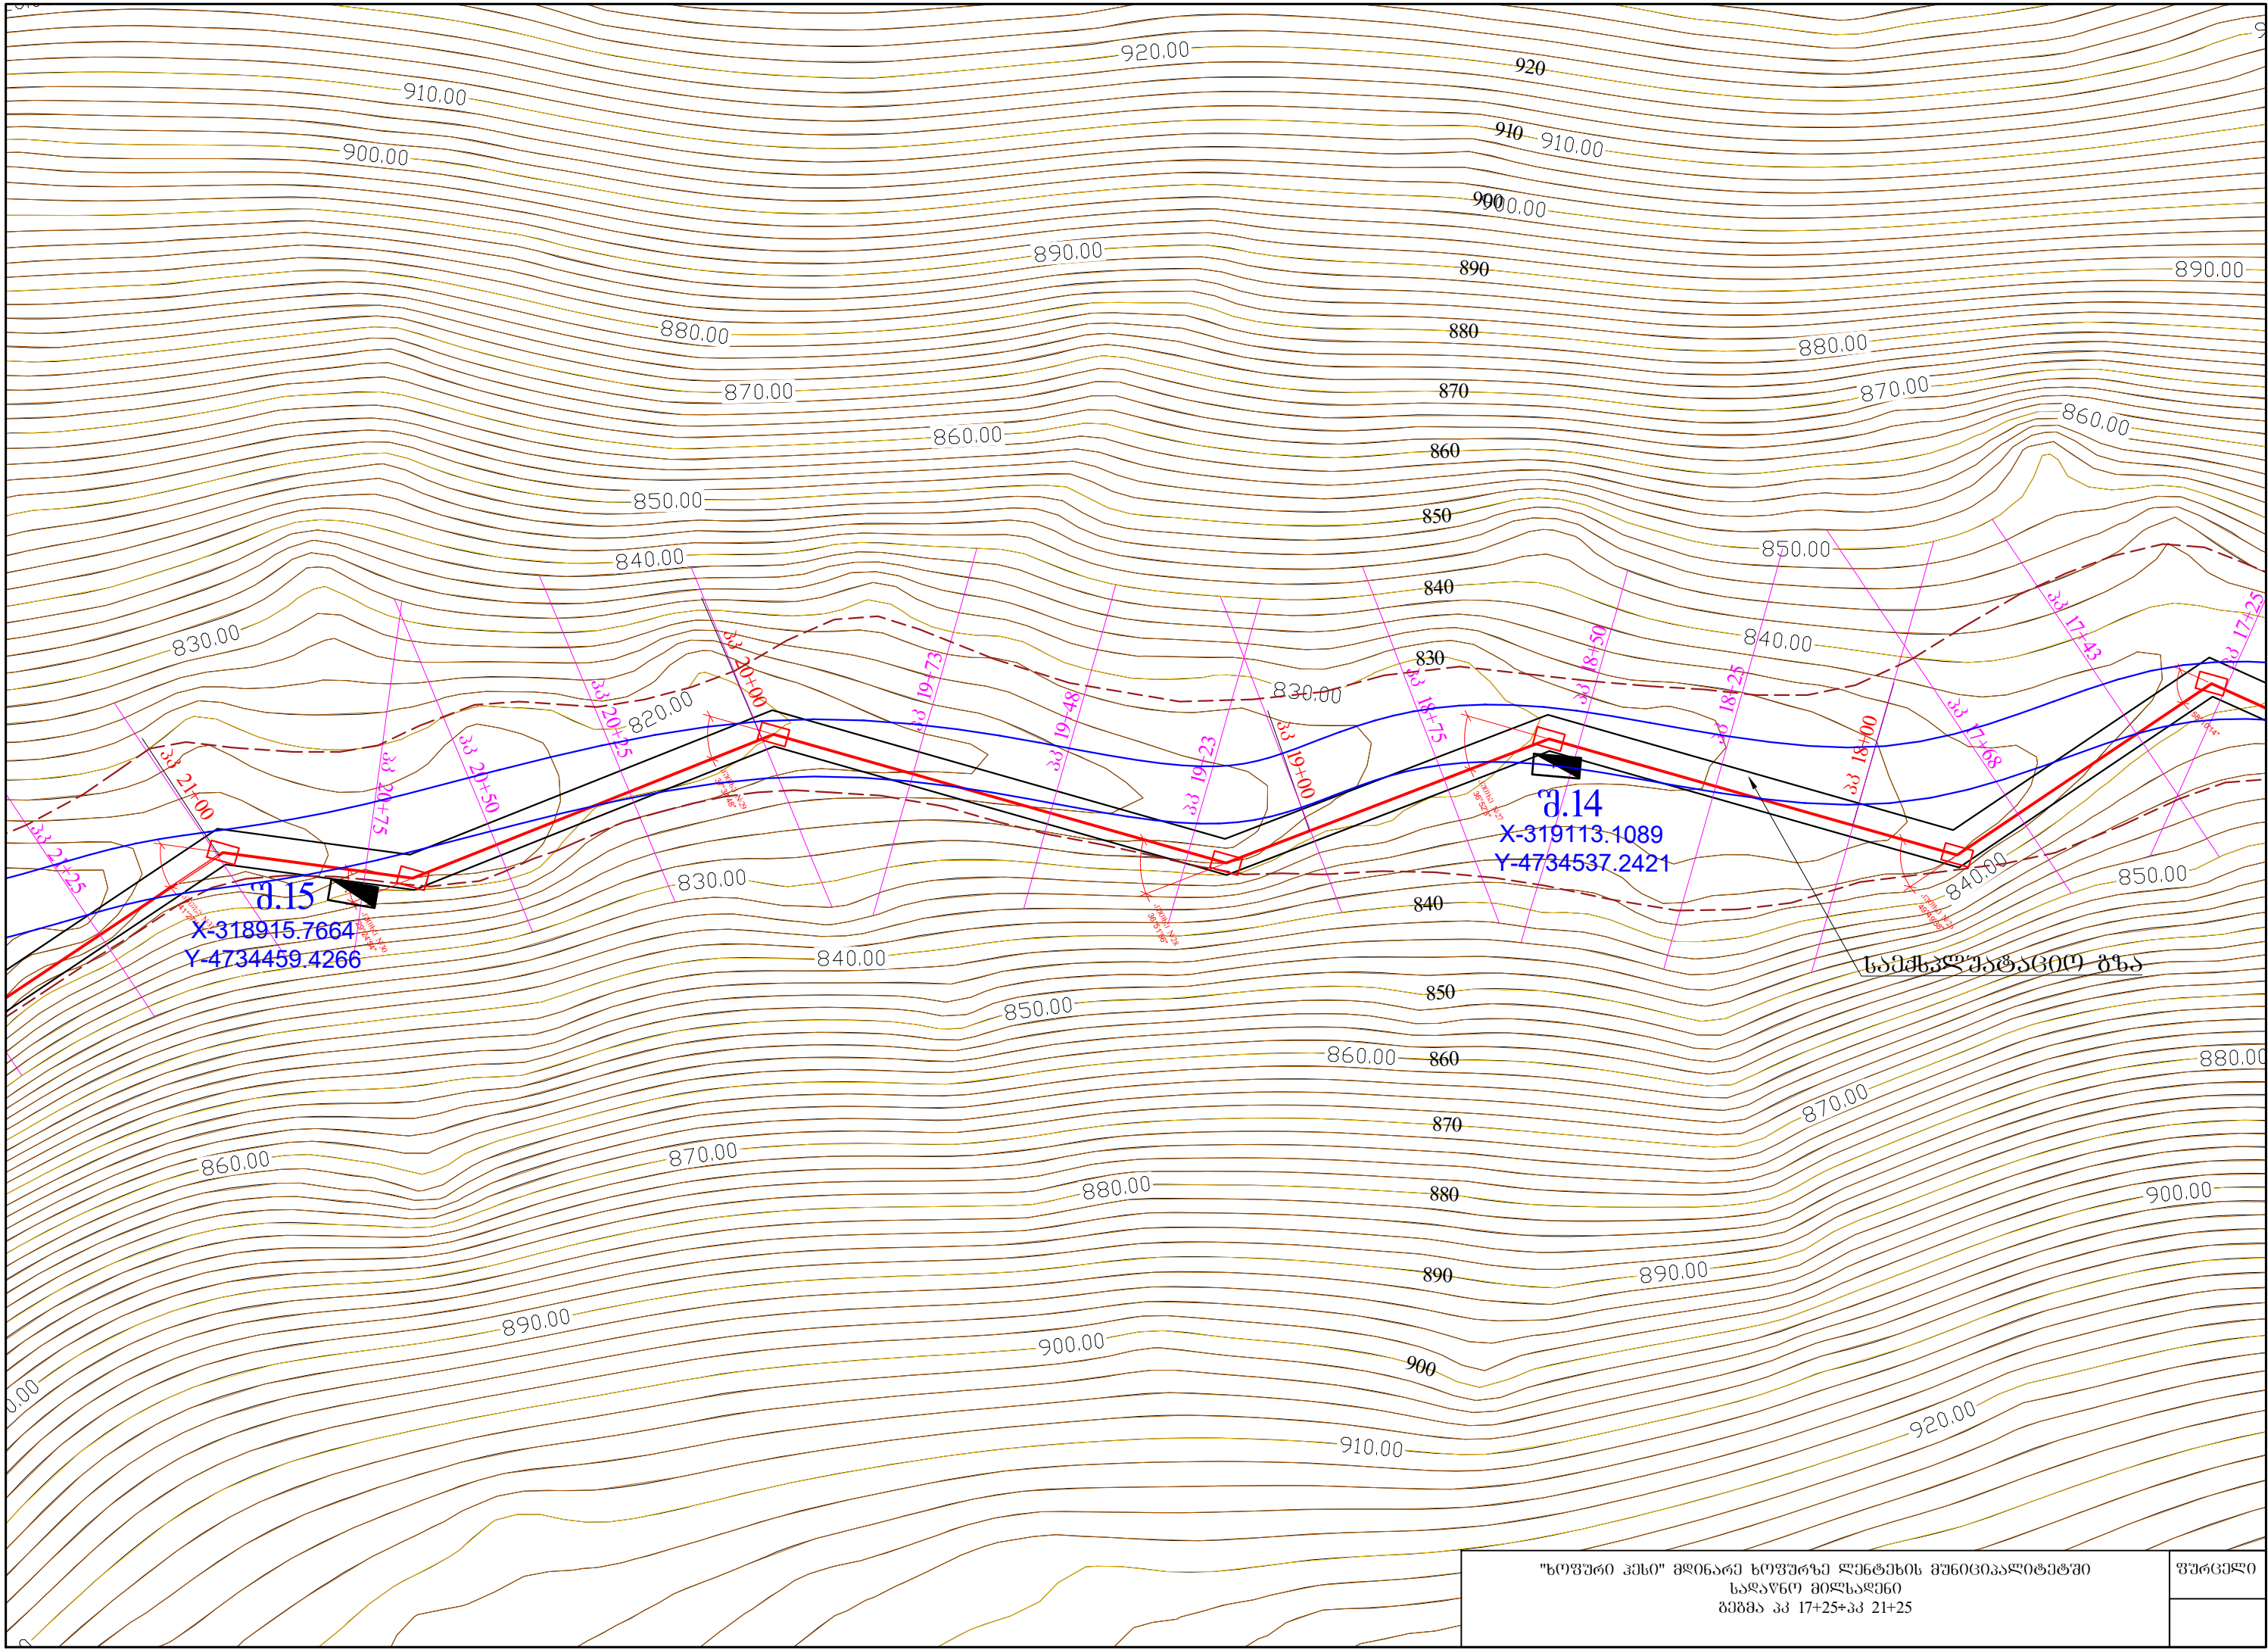 920.00
920
910.00
910
910.00
900.00
900
900.00
890.00
890
890.00
880.00
880
880.00
870.00
870
870.00
860.00
860
860.00
850.00
850
850.00
840.00
840
840.00
830.00
830
830.00
820.00
პკ 21+25
პკ 21+00
პკ 20+75
პკ 20+50
პკ 20+25
პკ 20+00
პკ 19+73
პკ 19+48
პკ 19+23
პკ 19+00
პკ 18+75
პკ 18+50
პკ 18+25
პკ 18+00
პკ 17+68
პკ 17+43
პკ 17+25
შ.14
X-319113.1089
Y-4734537.2421
შ.15
X-318915.7664
Y-4734459.4266
საექსპლუატაციო გზა
830.00
840
840.00
850.00
840.00
850
850.00
860.00
860
880.00
870.00
870
860.00
870.00
880.00
880
900.00
890
890.00
890.00
900.00
900
920.00
910.00
"ხოფური ჰესი" მდინარე ხოფურზე ლენტეხის მუნიციპალიტეტში
სადაწნო მილსადენი
გეგმა პკ 17+25÷პკ 21+25
ფურცელი